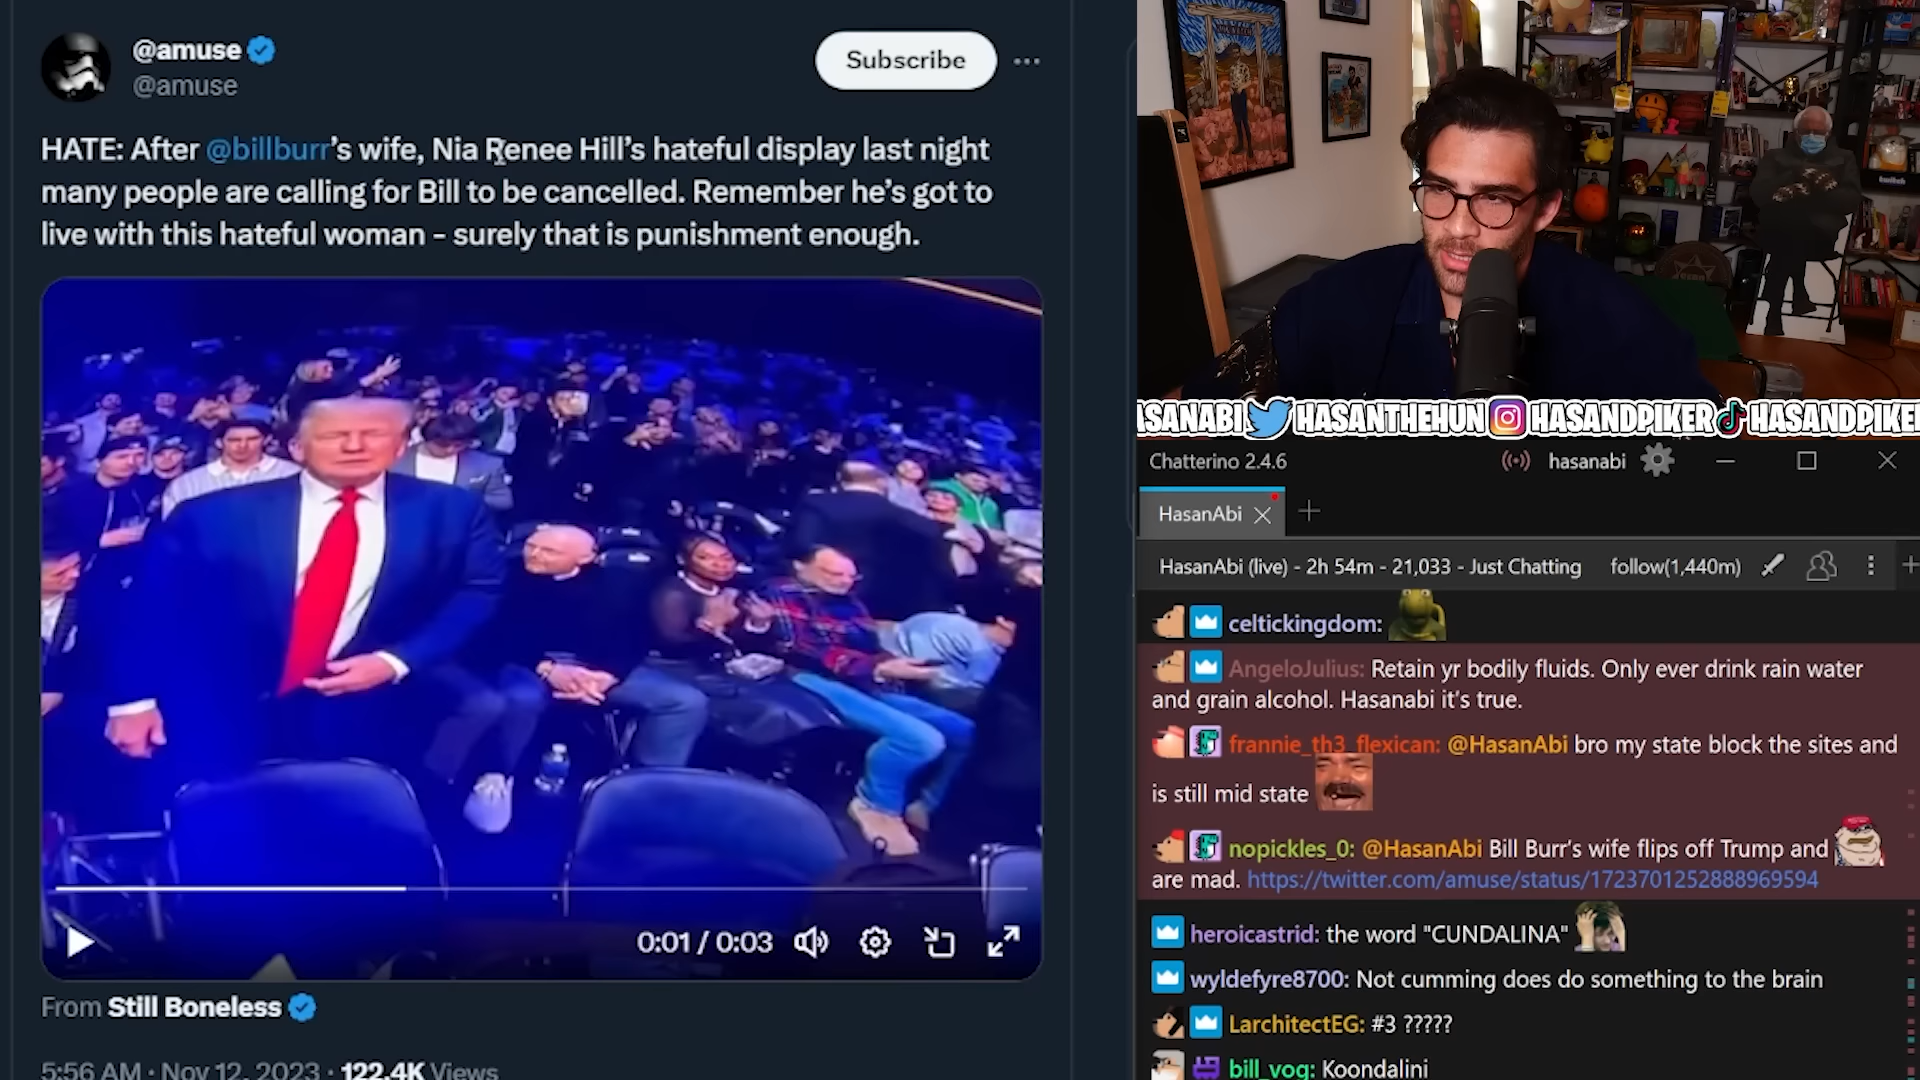 @amuse
@amuse
Subscribe
HATE: After @billburr's wife, Nia Renee Hill's hateful display last night
many people are calling for Bill to be cancelled. Remember he's got to
live with this hateful woman - surely that is punishment enough.
0:01 / 0:03
From Still Boneless
5:56 AM · Nov 12, 2023 · 122.4K Views
ASANABI HASANTHEHUN HASANDPIKER HASANDPIKE
Chatterino 2.4.6
hasanabi
HasanAbi
HasanAbi (live) - 2h 54m - 21,033 - Just Chatting follow(1,440m)
celtickingdom:
AngeloJulius: Retain yr bodily fluids. Only ever drink rain water
and grain alcohol. Hasanabi it's true.
frannie_th3_flexican: @HasanAbi bro my state block the sites and
is still mid state
nopickles_0: @HasanAbi Bill Burr's wife flips off Trump and
are mad. https://twitter.com/amuse/status/1723701252888969594
heroicastrid: the word "CUNDALINA"
wyldefyre8700: Not cumming does do something to the brain
LarchitectEG: #3 ?????
bill_vog: Koondalini